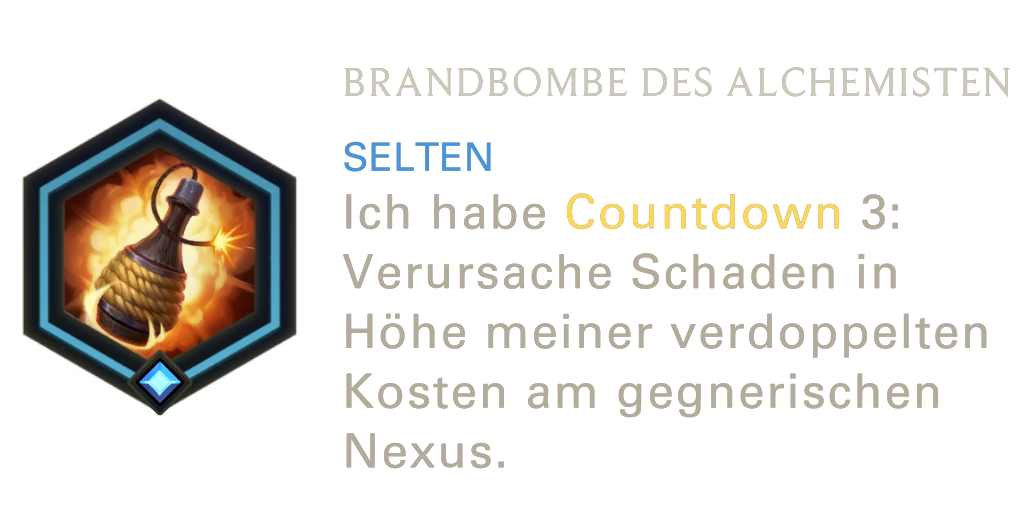 BRANDBOMBE DES ALCHEMISTEN
SELTEN
Ich habe Countdown 3:
Verursache Schaden in
Höhe meiner verdoppelten
Kosten am gegnerischen
Nexus.